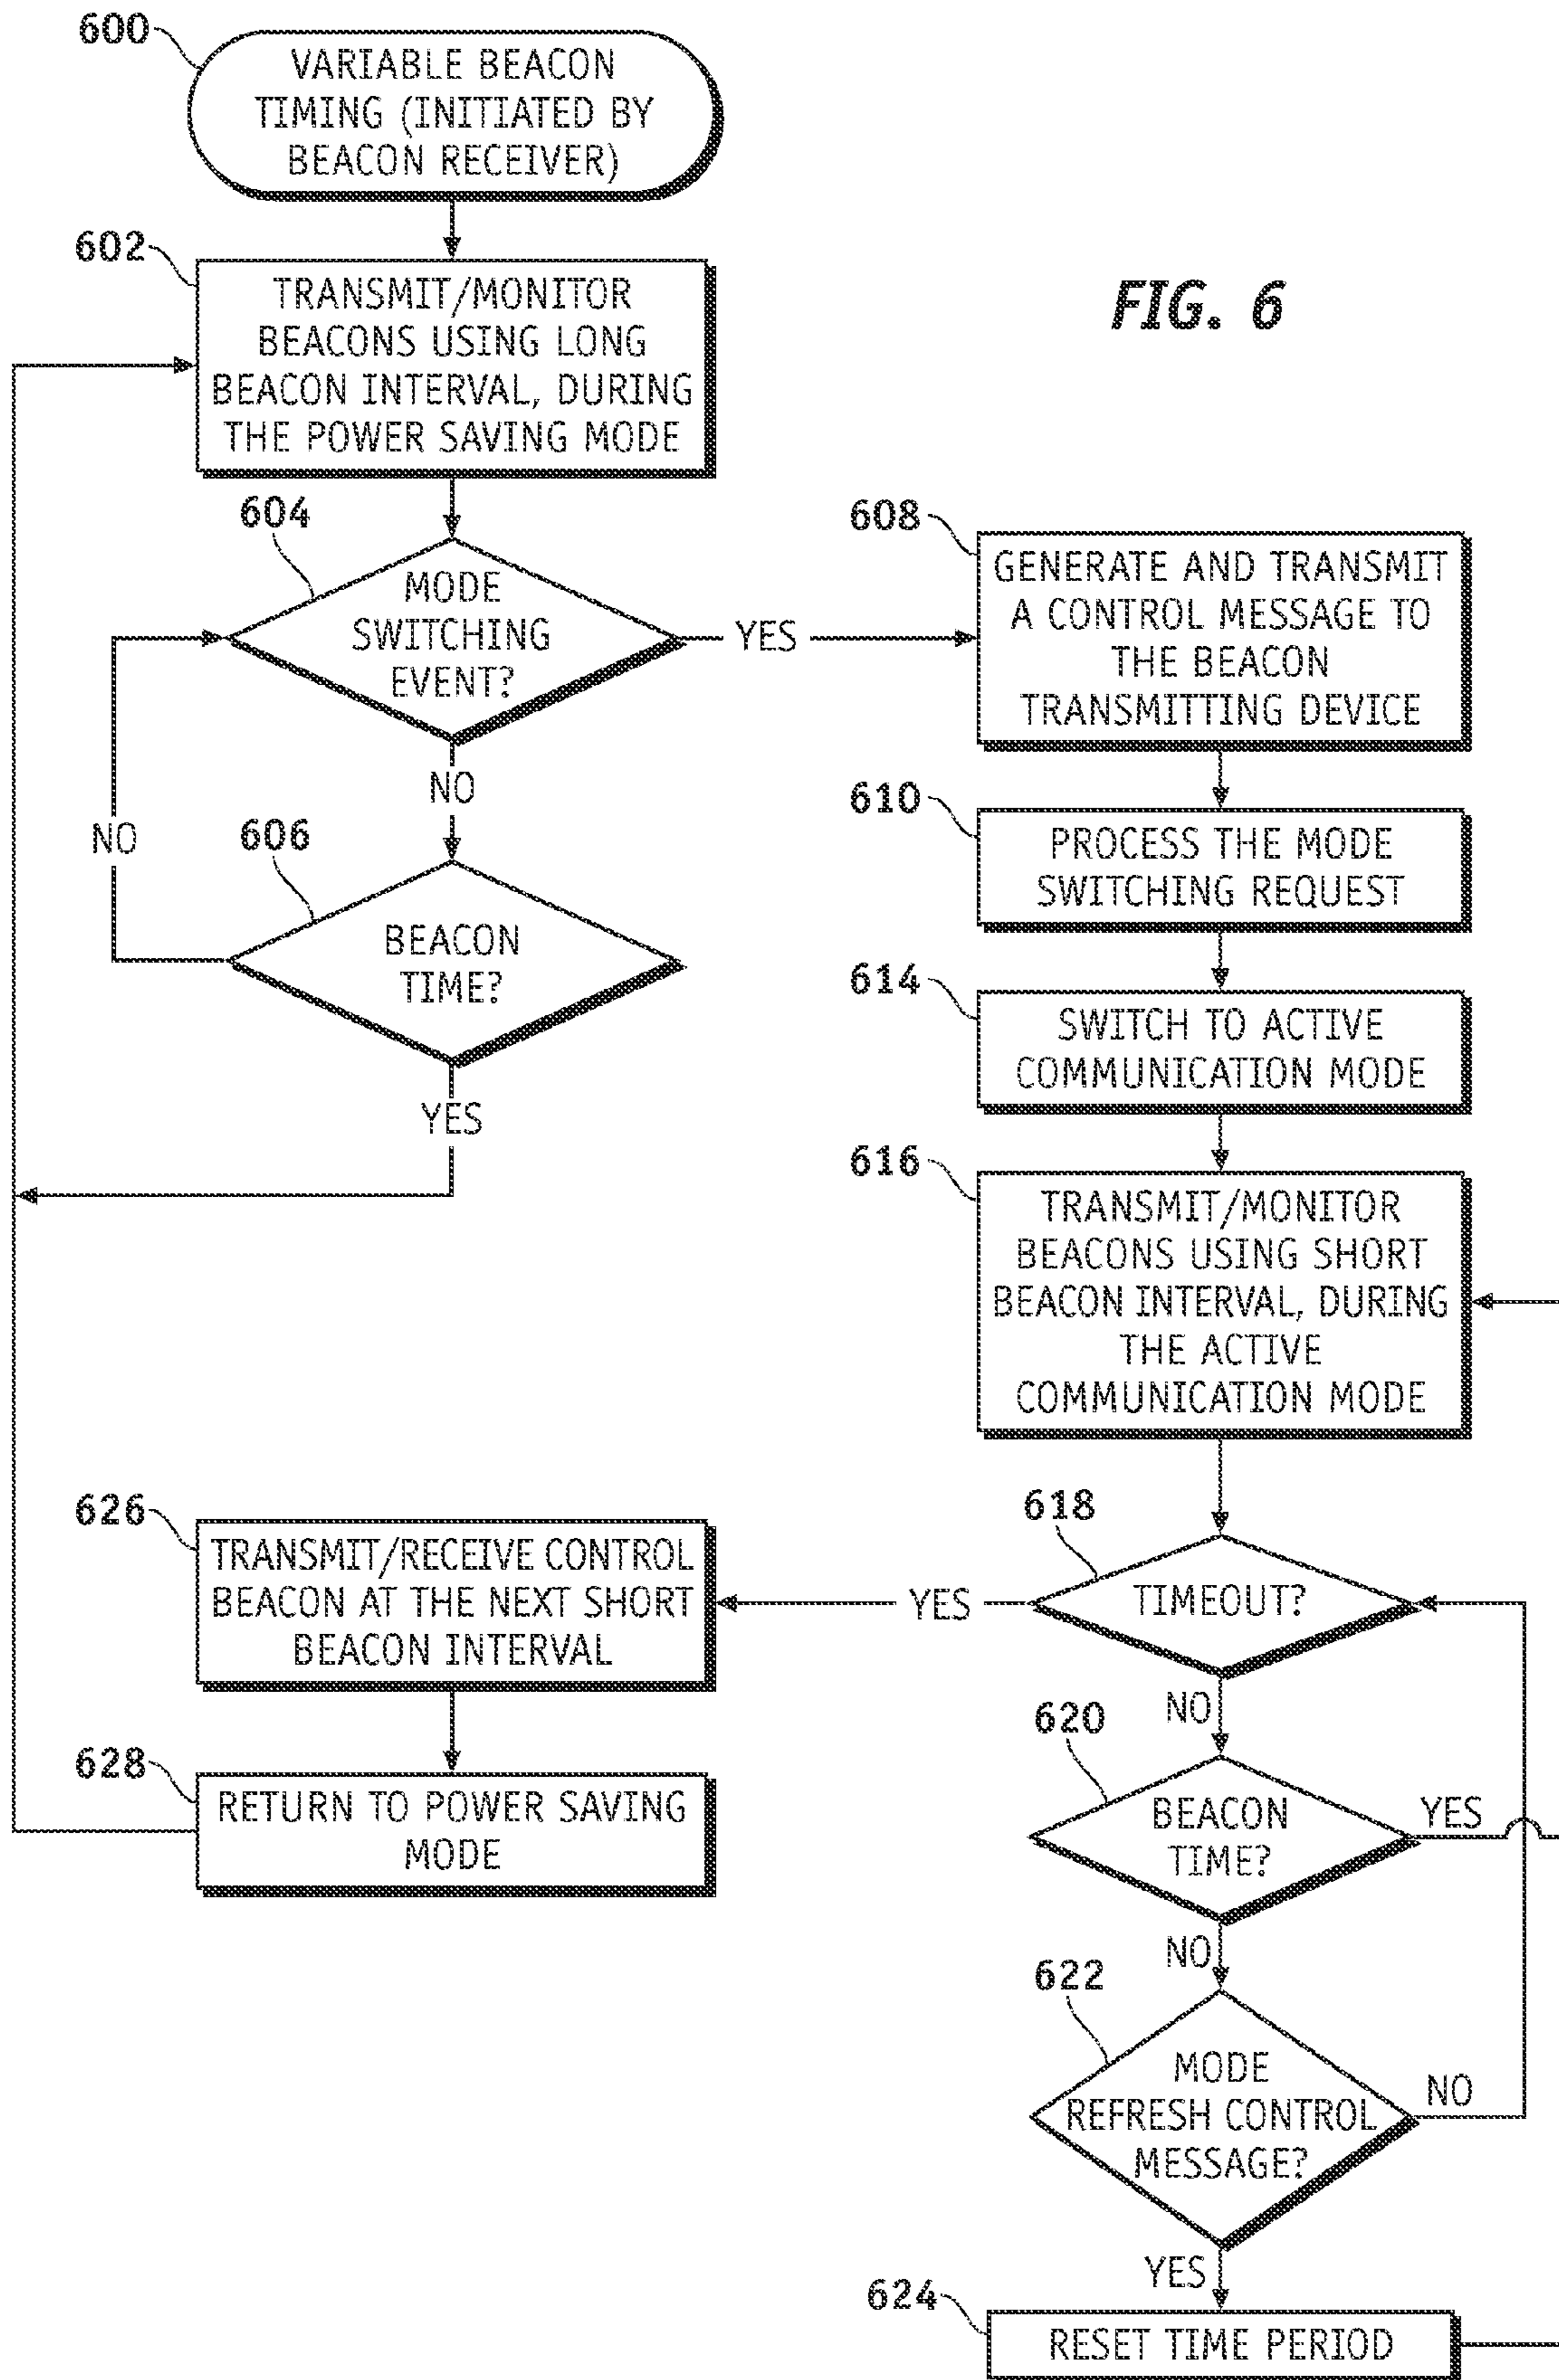 600
VARIABLE BEACON
TIMING (INITIATED BY
BEACON RECEIVER)
602
TRANSMIT/MONITOR
BEACONS USING LONG
BEACON INTERVAL, DURING
THE POWER SAVING MODE
FIG. 6
604
MODE
SWITCHING
EVENT?
YES
NO
NO
606
BEACON
TIME?
YES
608
GENERATE AND TRANSMIT
A CONTROL MESSAGE TO
THE BEACON
TRANSMITTING DEVICE
610
PROCESS THE MODE
SWITCHING REQUEST
614
SWITCH TO ACTIVE
COMMUNICATION MODE
616
TRANSMIT/MONITOR
BEACONS USING SHORT
BEACON INTERVAL, DURING
THE ACTIVE
COMMUNICATION MODE
618
TIMEOUT?
YES
NO
620
BEACON
TIME?
YES
NO
622
MODE
REFRESH CONTROL
MESSAGE?
NO
YES
624
RESET TIME PERIOD
626
TRANSMIT/RECEIVE CONTROL
BEACON AT THE NEXT SHORT
BEACON INTERVAL
628
RETURN TO POWER SAVING
MODE